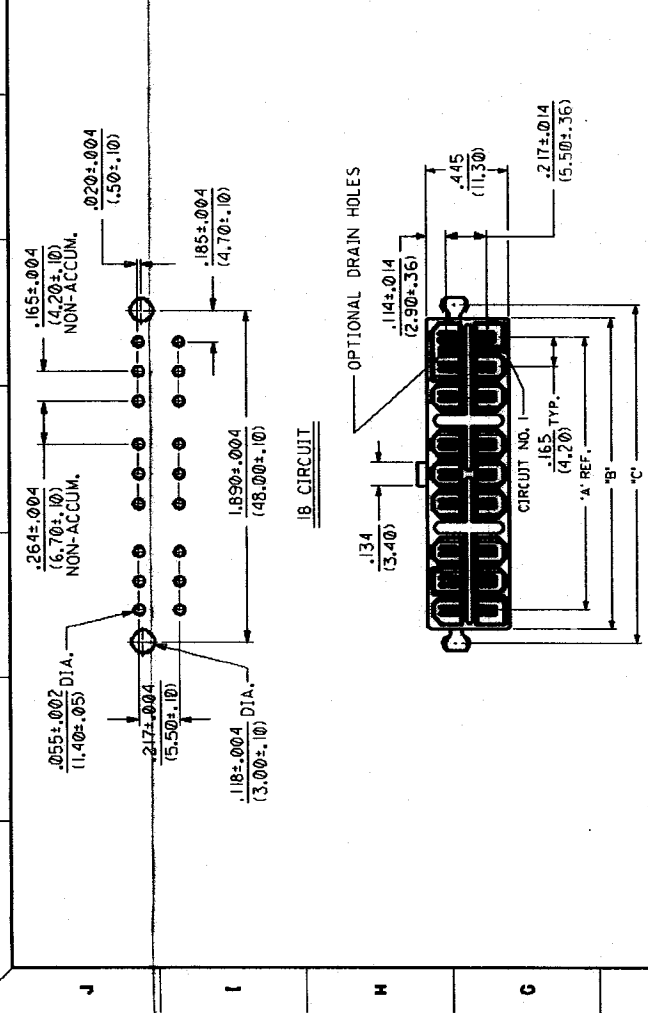 .020±.004
(.50±.10)
.165±.004
(4.20±.10)
NON-ACCUM.
.185±.004
(4.70±.10)
.264±.004
(6.70±.10)
NON-ACCUM.
1.890±.004
(48.00±.10)
.055±.002 DIA.
(1.40±.05)
.217±.004
(5.50±.10)
.118±.004 DIA.
(3.00±.10)
18 CIRCUIT
OPTIONAL DRAIN HOLES
.445
(11.30)
.217±.014
(5.50±.36)
.114±.014
(2.90±.36)
.134
(3.40)
CIRCUIT NO. 1
.165 TYP.
(4.20)
"A" REF.
"B"
"C"
J
I
H
G